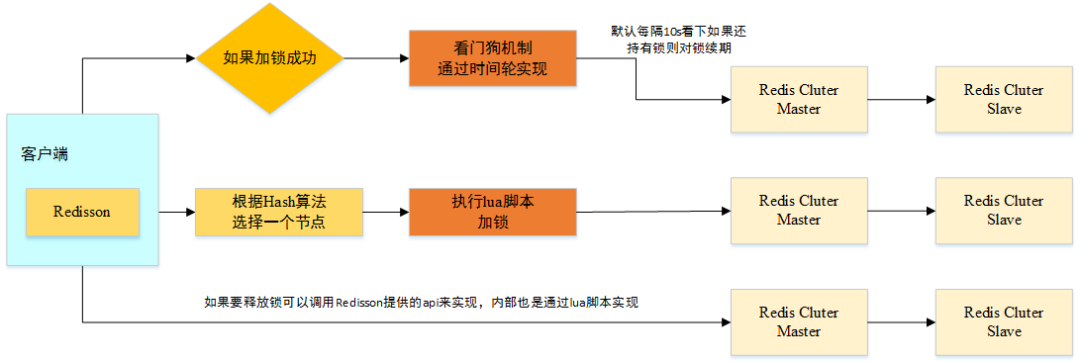 如果加锁成功
看门狗机制
通过时间轮实现
默认每隔10s看下如果还
持有锁则对锁续期
Redis Cluter
Master
Redis Cluter
Slave
客户端
Redisson
根据Hash算法
选择一个节点
执行lua脚本
加锁
Redis Cluter
Master
Redis Cluter
Slave
如果要释放锁可以调用Redisson提供的api来实现，内部也是通过lua脚本实现
Redis Cluter
Master
Redis Cluter
Slave